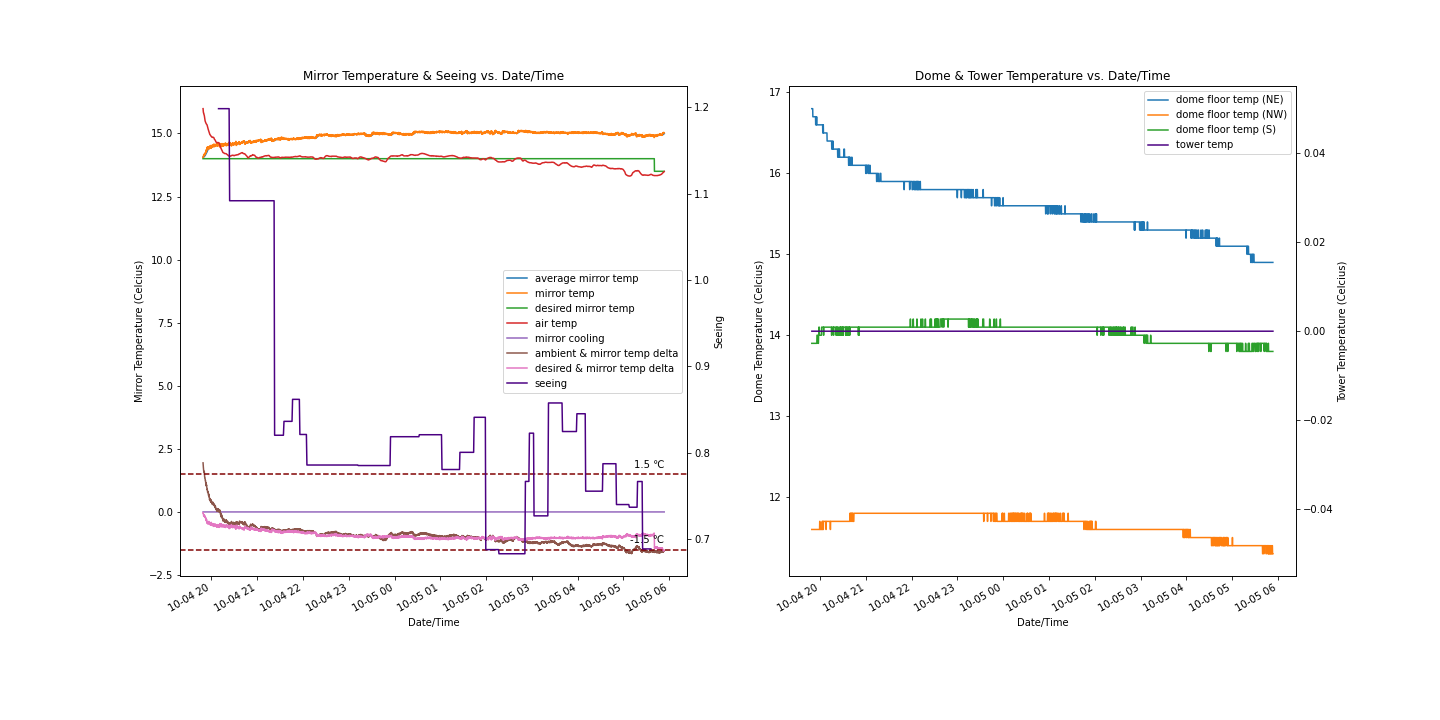 Mirror Temperature & Seeing vs. Date/Time
Mirror Temperature (Celcius)
15.0
12.5
10.0
7.5
5.0
2.5
0.0
−2.5
1.2
1.1
1.0
0.9
0.8
0.7
Seeing
average mirror temp
mirror temp
desired mirror temp
air temp
mirror cooling
ambient & mirror temp delta
desired & mirror temp delta
seeing
1.5 °C
-1.5 °C
10-04 20
10-04 21
10-04 22
10-04 23
10-05 00
10-05 01
10-05 02
10-05 03
10-05 04
10-05 05
10-05 06
Date/Time
Dome & Tower Temperature vs. Date/Time
Dome Temperature (Celcius)
17
16
15
14
13
12
dome floor temp (NE)
dome floor temp (NW)
dome floor temp (S)
tower temp
0.04
0.02
0.00
−0.02
−0.04
Tower Temperature (Celcius)
10-04 20
10-04 21
10-04 22
10-04 23
10-05 00
10-05 01
10-05 02
10-05 03
10-05 04
10-05 05
10-05 06
Date/Time